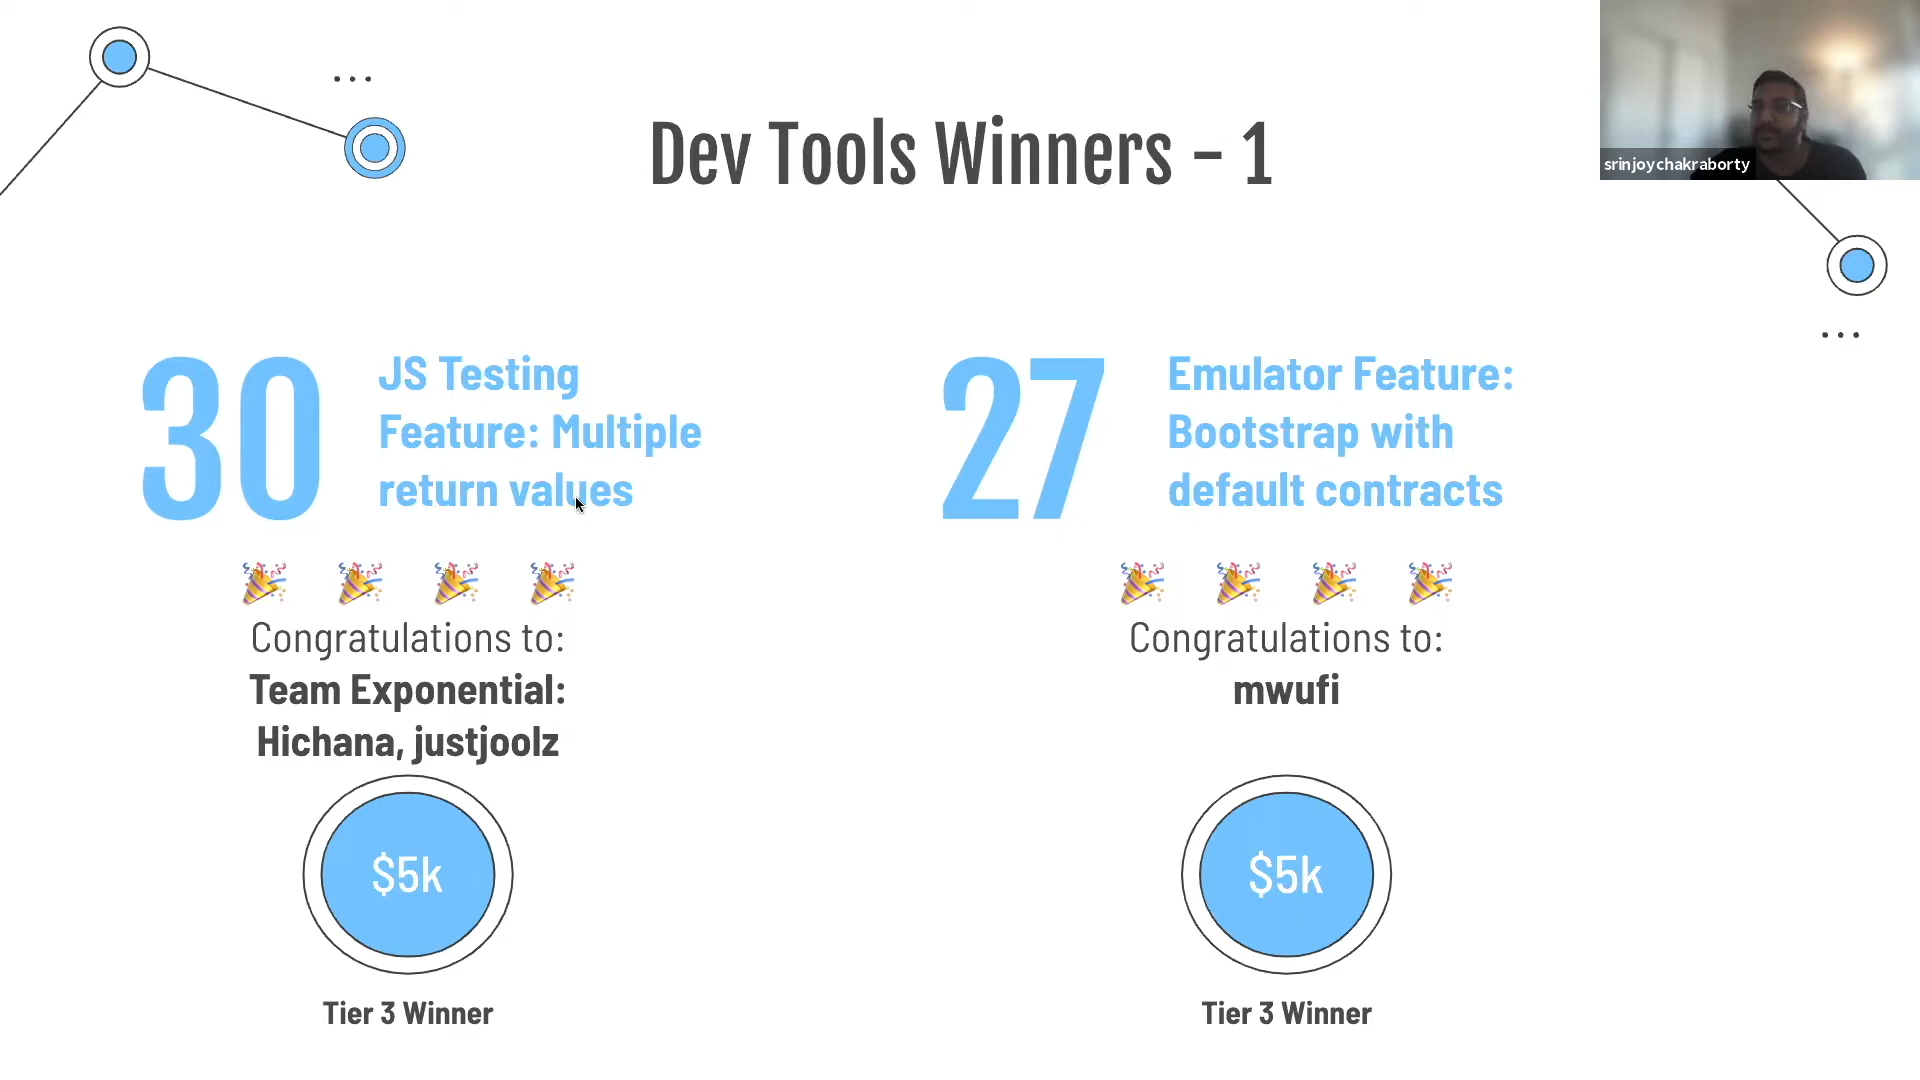 Dev Tools Winners – 1
srinjoychakraborty
30
JS Testing
Feature: Multiple
return values
Congratulations to:
Team Exponential:
Hichana, justjoolz
$5k
Tier 3 Winner
27
Emulator Feature:
Bootstrap with
default contracts
Congratulations to:
mwufi
$5k
Tier 3 Winner